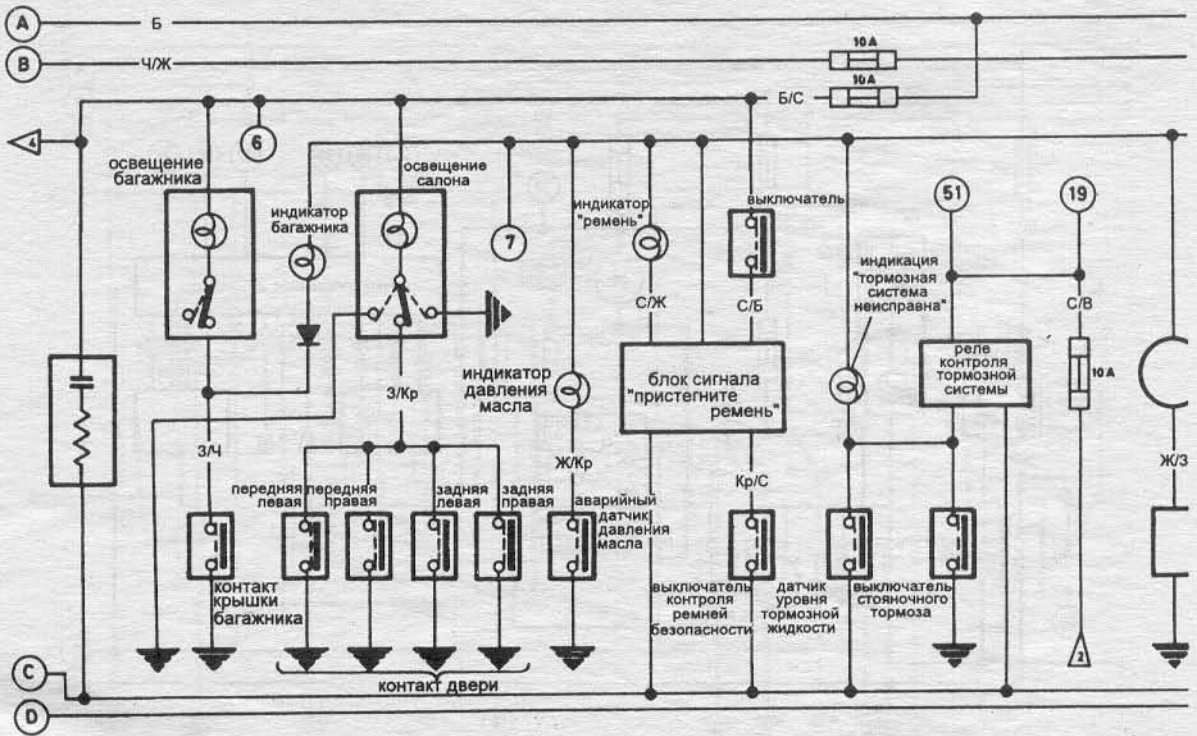 A
Б
B
Ч/Ж
10 A
10 A
Б/С
4
6
освещение
багажника
освещение
салона
индикатор
багажника
7
индикатор
"ремень"
выключатель
51
19
индикация
"тормозная
система
неисправна"
С/Ж
С/Б
С/В
индикатор
давления
масла
блок сигнала
"пристегните
ремень"
реле
контроля
тормозной
системы
10 A
З/Кр
З/Ч
Ж/Кр
Кр/С
Ж/З
передняя
левая
передняя
правая
задняя
левая
задняя
правая
аварийный
датчик
давления
масла
контакт
крышки
багажника
выключатель
контроля
ремней
безопасности
датчик
уровня
тормозной
жидкости
выключатель
стояночного
тормоза
2
контакт двери
C
D